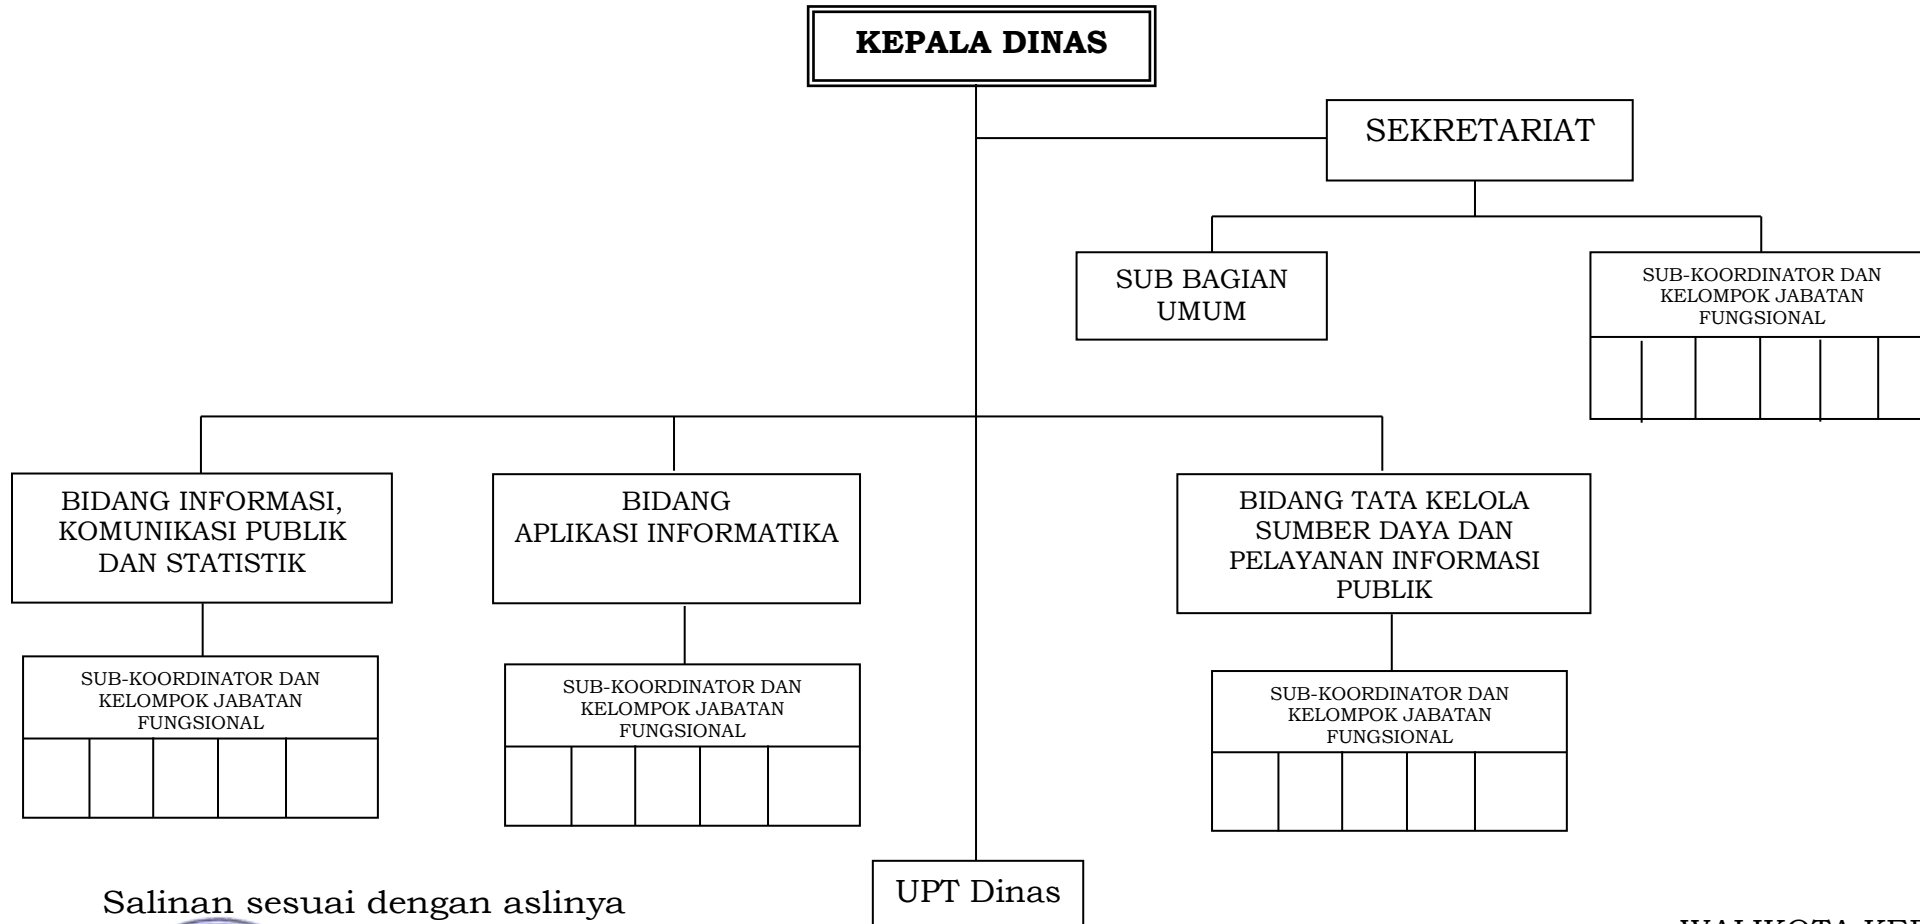 KEPALA DINAS
SEKRETARIAT
SUB BAGIAN
UMUM
SUB-KOORDINATOR DAN
KELOMPOK JABATAN
FUNGSIONAL
BIDANG INFORMASI,
KOMUNIKASI PUBLIK
DAN STATISTIK
BIDANG
APLIKASI INFORMATIKA
BIDANG TATA KELOLA
SUMBER DAYA DAN
PELAYANAN INFORMASI
PUBLIK
SUB-KOORDINATOR DAN
KELOMPOK JABATAN
FUNGSIONAL
SUB-KOORDINATOR DAN
KELOMPOK JABATAN
FUNGSIONAL
SUB-KOORDINATOR DAN
KELOMPOK JABATAN
FUNGSIONAL
UPT Dinas
Salinan sesuai dengan aslinya
WALIKOTA